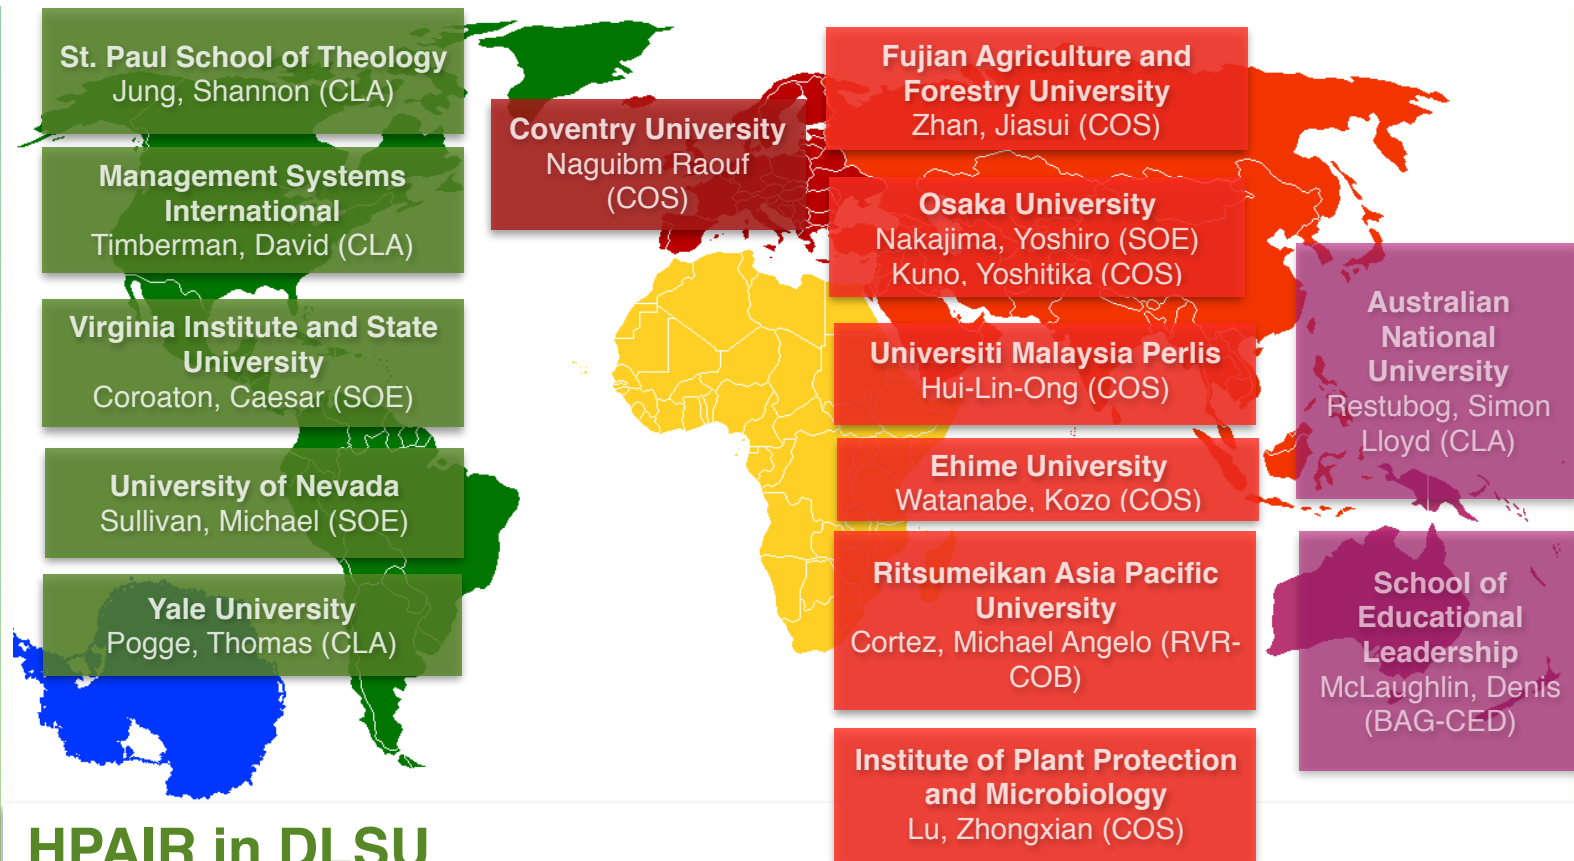 St. Paul School of Theology
Jung, Shannon (CLA)
Management Systems
International
Timberman, David (CLA)
Virginia Institute and State
University
Coroaton, Caesar (SOE)
University of Nevada
Sullivan, Michael (SOE)
Yale University
Pogge, Thomas (CLA)
Coventry University
Naguibm Raouf
(COS)
Fujian Agriculture and
Forestry University
Zhan, Jiasui (COS)
Osaka University
Nakajima, Yoshiro (SOE)
Kuno, Yoshitika (COS)
Universiti Malaysia Perlis
Hui-Lin-Ong (COS)
Ehime University
Watanabe, Kozo (COS)
Ritsumeikan Asia Pacific
University
Cortez, Michael Angelo (RVR-
COB)
Institute of Plant Protection
and Microbiology
Lu, Zhongxian (COS)
Australian
National
University
Restubog, Simon
Lloyd (CLA)
School of
Educational
Leadership
McLaughlin, Denis
(BAG-CED)
HPAIR in DLSU